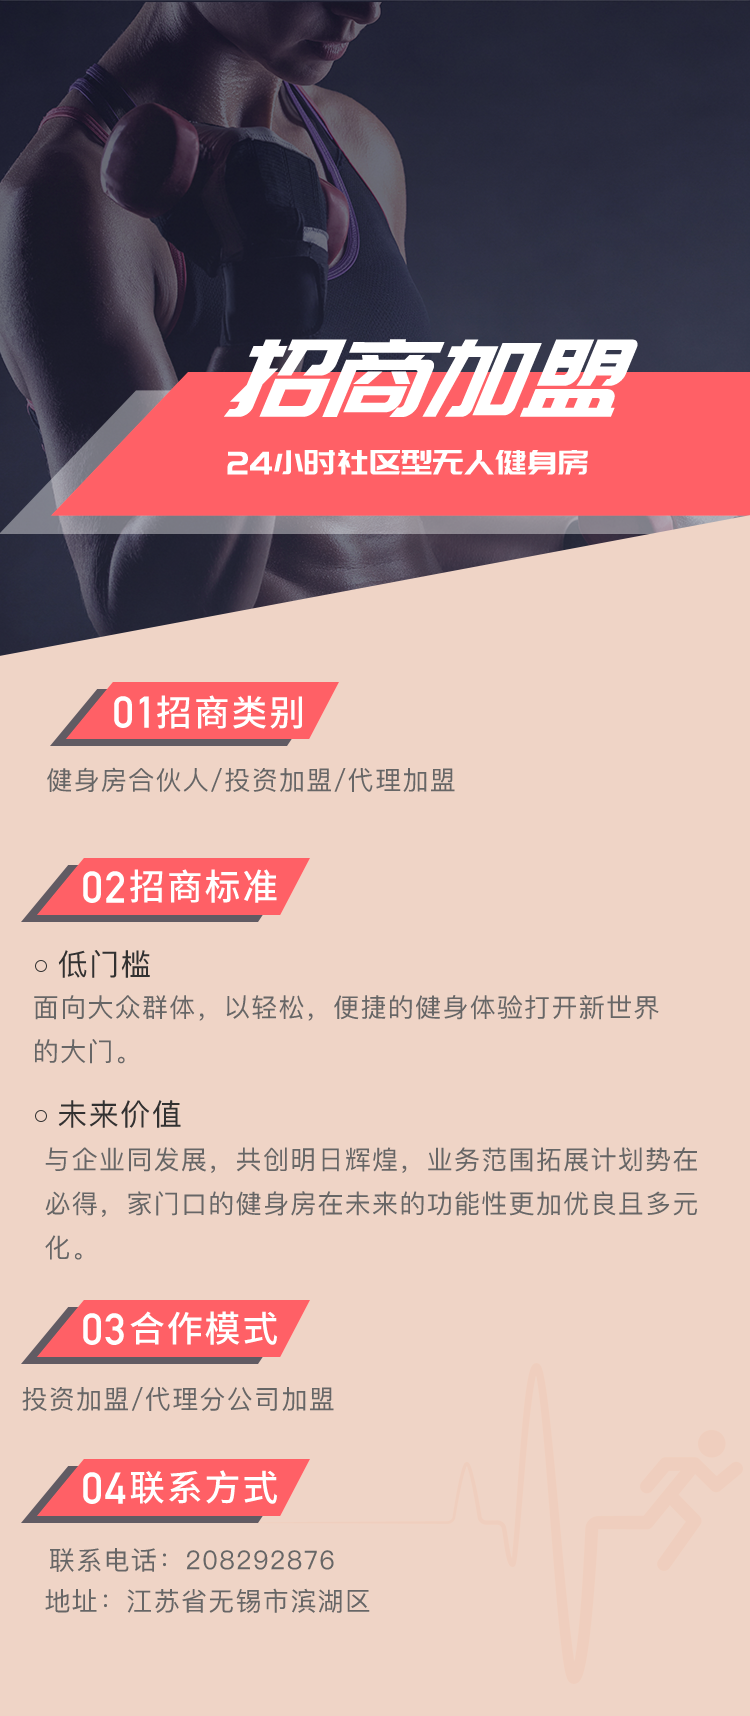 招商加盟
24小时社区型无人健身房
01招商类别
健身房合伙人/投资加盟/代理加盟
02招商标准
○ 低门槛
面向大众群体，以轻松，便捷的健身体验打开新世界
的大门。
○ 未来价值
与企业同发展，共创明日辉煌，业务范围拓展计划势在
必得，家门口的健身房在未来的功能性更加优良且多元
化。
03合作模式
投资加盟/代理分公司加盟
04联系方式
联系电话：208292876
地址：江苏省无锡市滨湖区